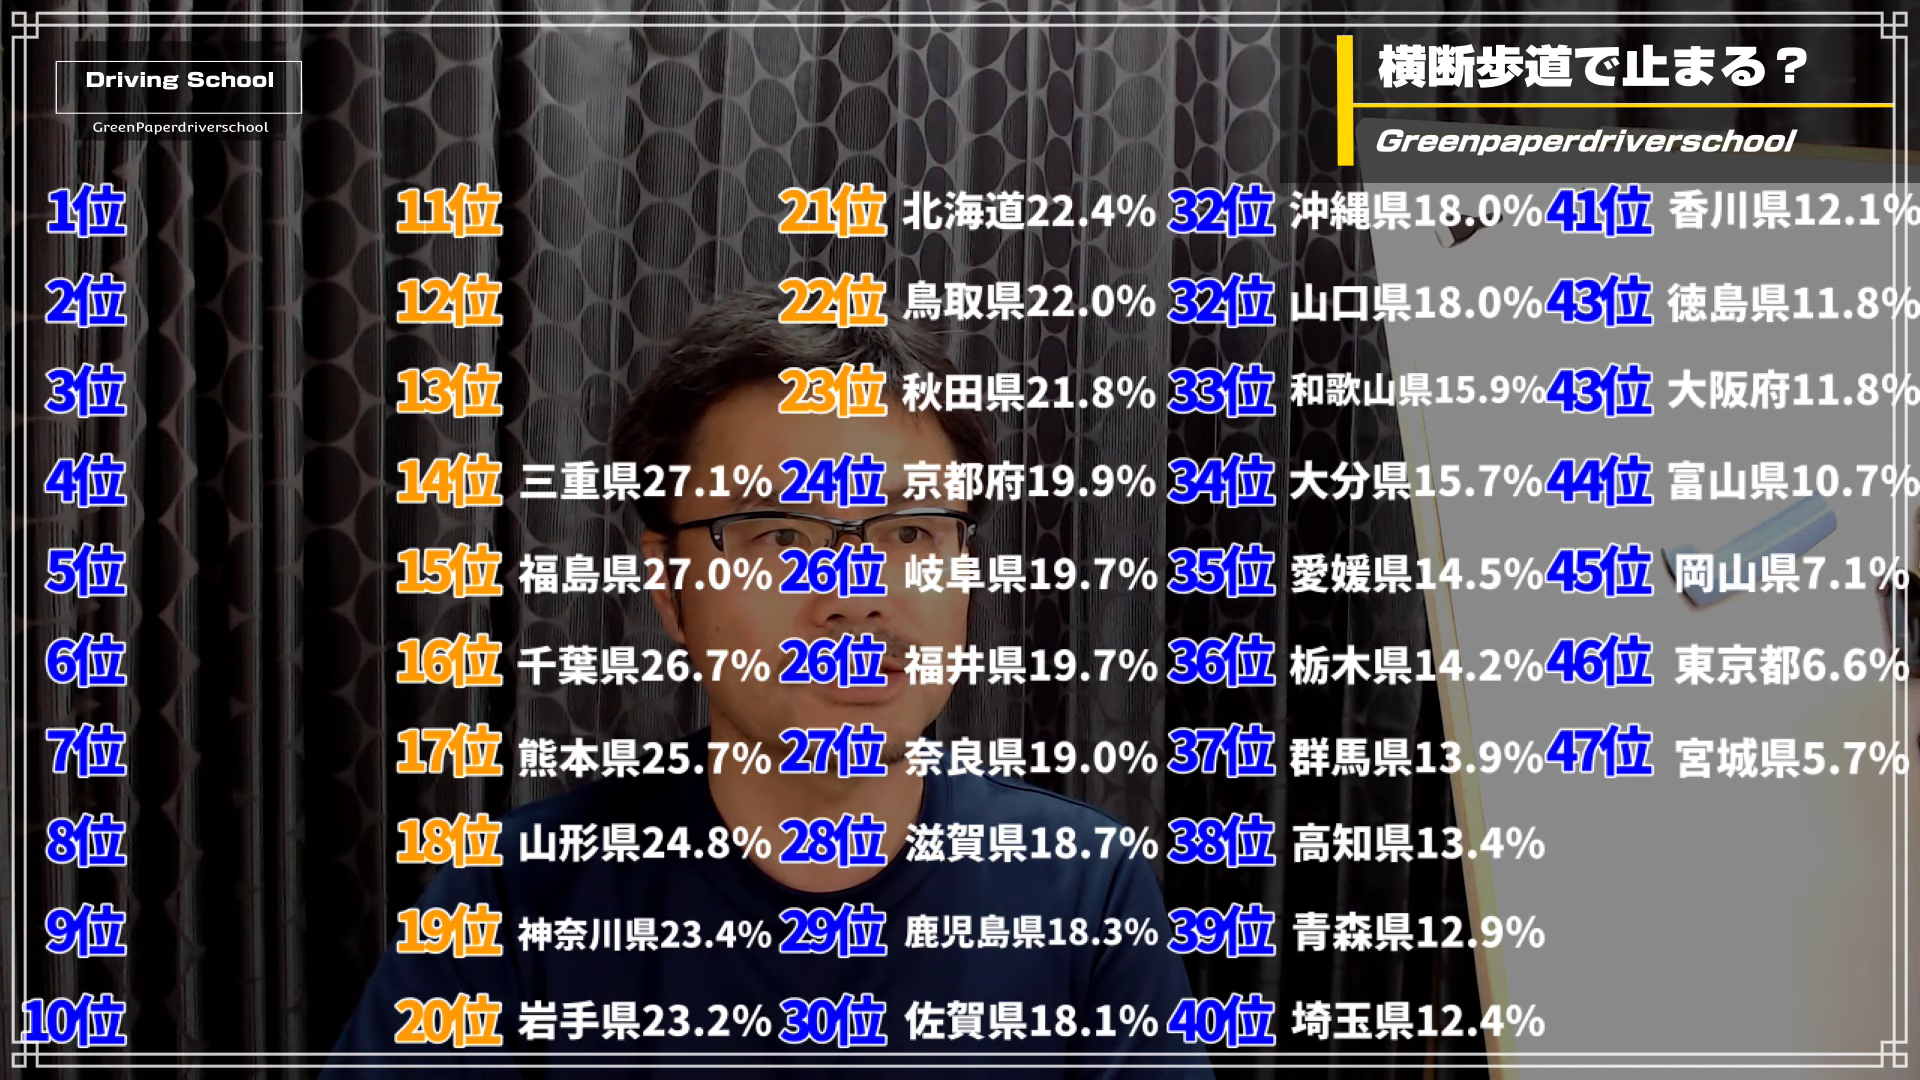 Driving School
GreenPaperdriverschool
横断歩道で止まる？
Greenpaperdriverschool
1位
2位
3位
4位
5位
6位
7位
8位
9位
10位
11位
12位
13位
14位 三重県27.1%
15位 福島県27.0%
16位 千葉県26.7%
17位 熊本県25.7%
18位 山形県24.8%
19位 神奈川県23.4%
20位 岩手県23.2%
21位 北海道22.4%
22位 鳥取県22.0%
23位 秋田県21.8%
24位 京都府19.9%
26位 岐阜県19.7%
26位 福井県19.7%
27位 奈良県19.0%
28位 滋賀県18.7%
29位 鹿児島県18.3%
30位 佐賀県18.1%
32位 沖縄県18.0%
32位 山口県18.0%
33位 和歌山県15.9%
34位 大分県15.7%
35位 愛媛県14.5%
36位 栃木県14.2%
37位 群馬県13.9%
38位 高知県13.4%
39位 青森県12.9%
40位 埼玉県12.4%
41位 香川県12.1%
43位 徳島県11.8%
43位 大阪府11.8%
44位 富山県10.7%
45位 岡山県7.1%
46位 東京都6.6%
47位 宮城県5.7%